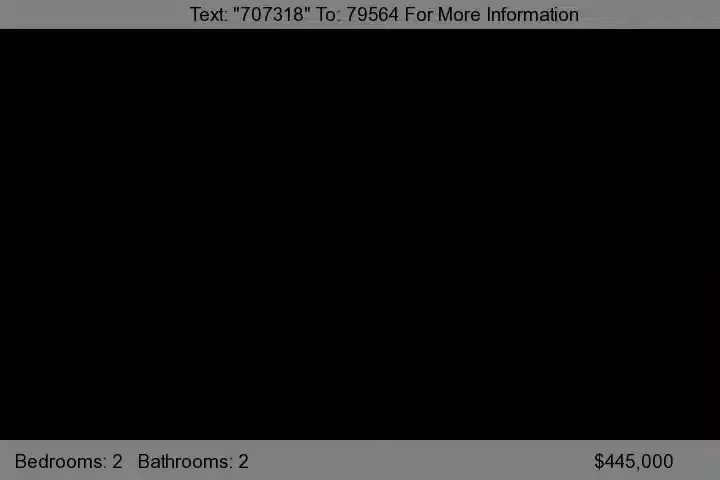 Text: "707318" To: 79564 For More Information
Bedrooms: 2 Bathrooms: 2 $445,000